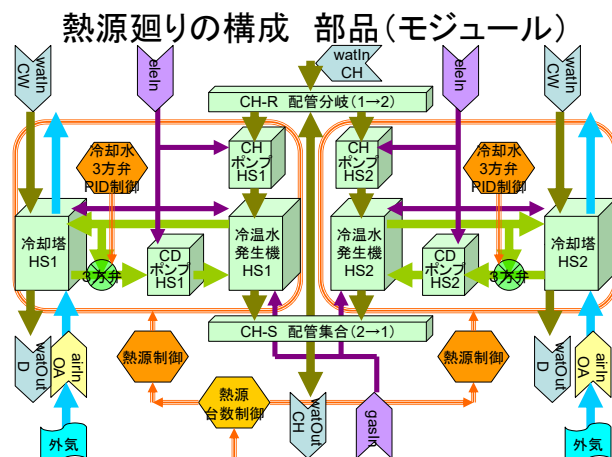 熱源廻りの構成 部品(モジュール)
watIn
CW
eleIn
watIn
CH
eleIn
watIn
CW
CH-R 配管分岐(1→2)
冷却水
3方弁
PID制御
CH
ポンプ
HS1
CH
ポンプ
HS2
冷却水
3方弁
PID制御
冷却塔
HS1
3方弁
CD
ポンプ
HS1
冷温水
発生機
HS1
冷温水
発生機
HS2
CD
ポンプ
HS2
3方弁
冷却塔
HS2
CH-S 配管集合(2→1)
watOut
D
airIn
OA
熱源制御
熱源制御
watOut
D
airIn
OA
熱源
台数制御
watOut
CH
gasIn
外気
外気